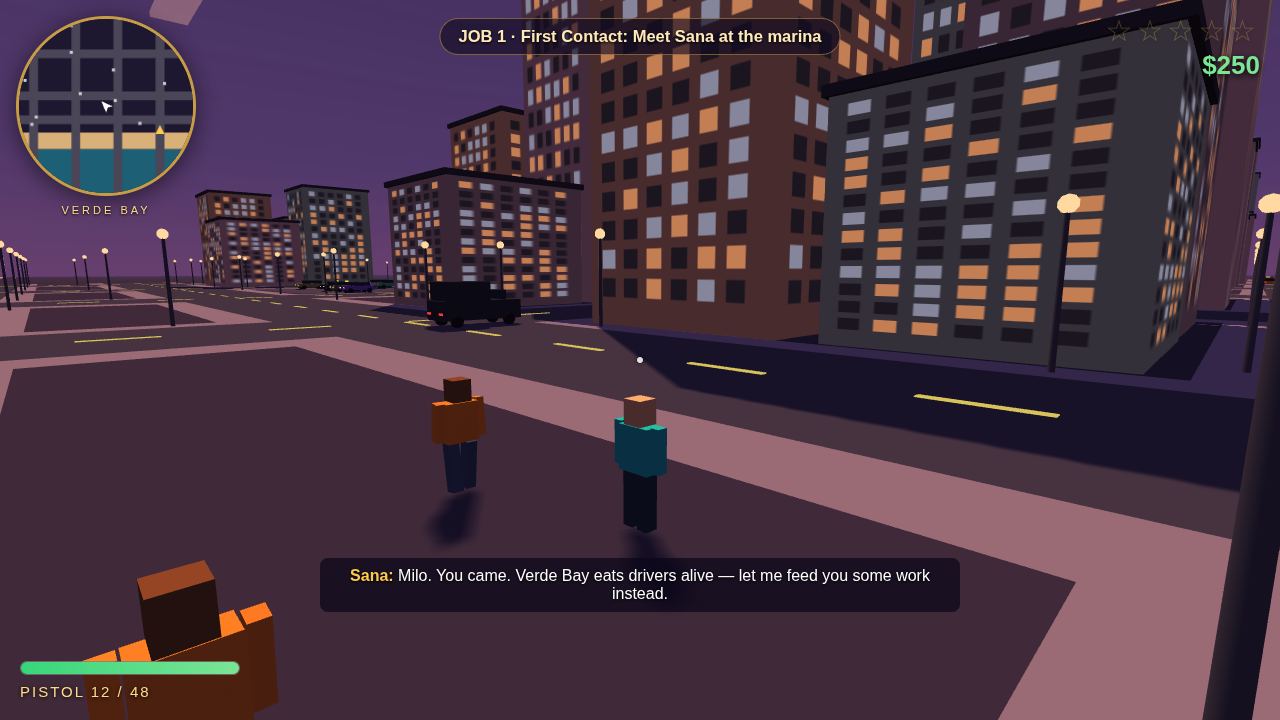 JOB 1 · First Contact: Meet Sana at the marina
$250
VERDE BAY
Sana: Milo. You came. Verde Bay eats drivers alive — let me feed you some work
instead.
PISTOL 12 / 48